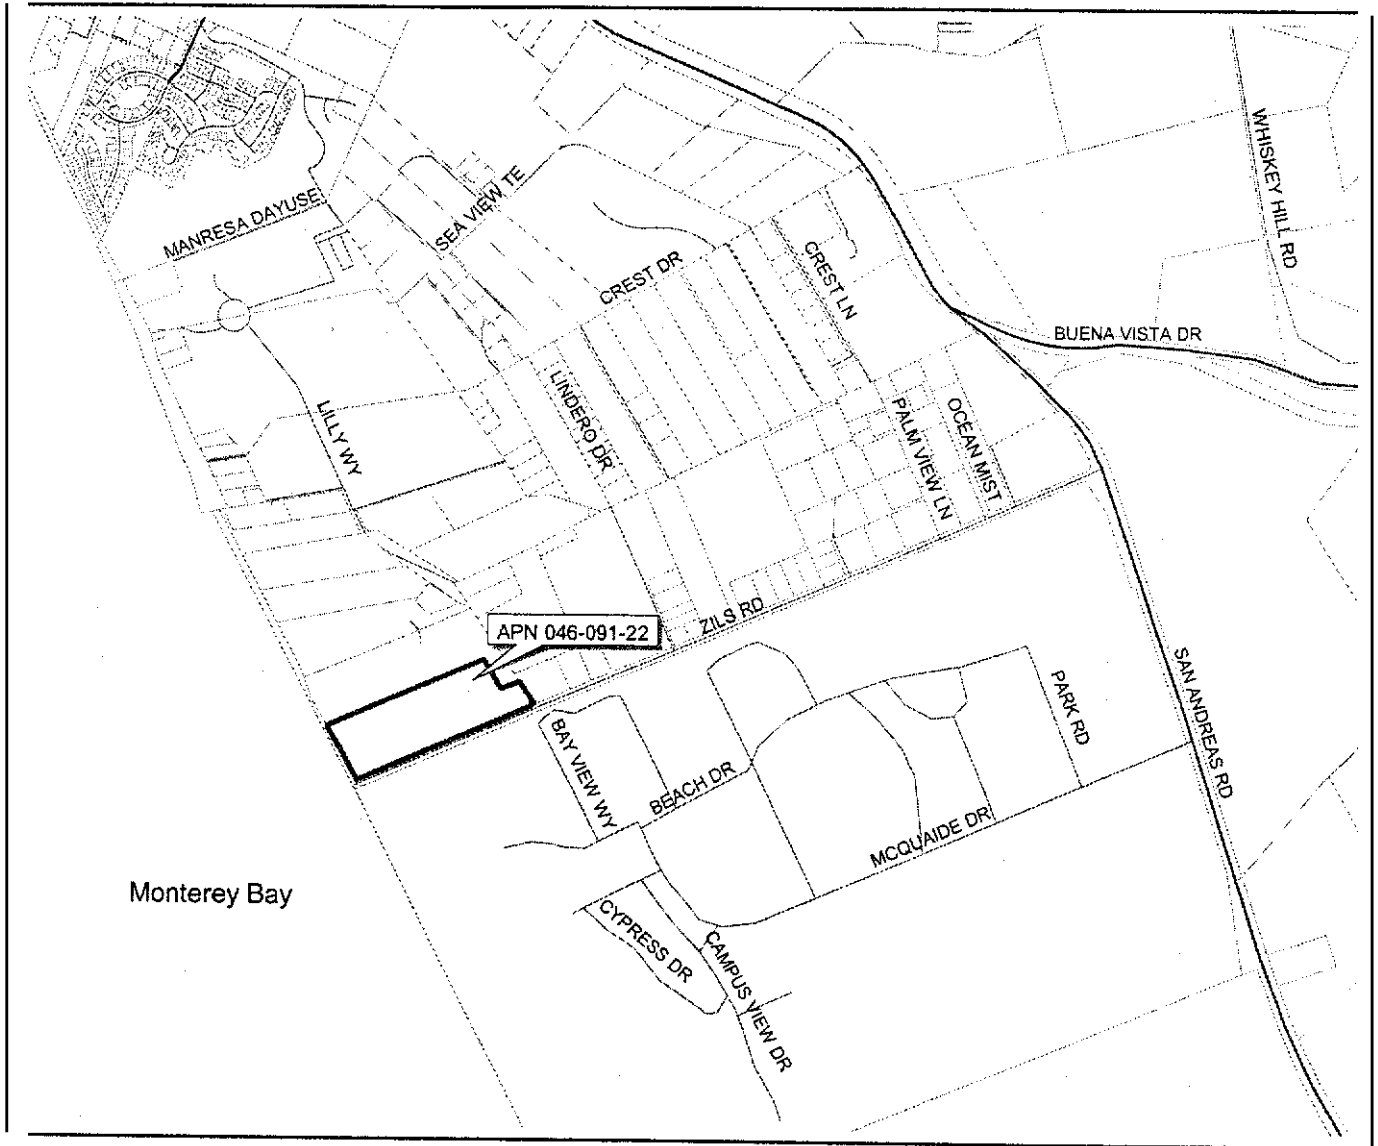 WHISKEY HILL RD
MANRESA DAYUSE
SEA VIEW TE
CREST DR
CREST LN
BUENA VISTA DR
LILLY WY
LINDERO DR
PALM VIEW LN
OCEAN MIST
ZILS RD
APN 046-091-22
SAN ANDREAS RD
PARK RD
BAY VIEW WY
BEACH DR
MCQUAIDE DR
Monterey Bay
CYPRESS DR
CAMPUS VIEW DR